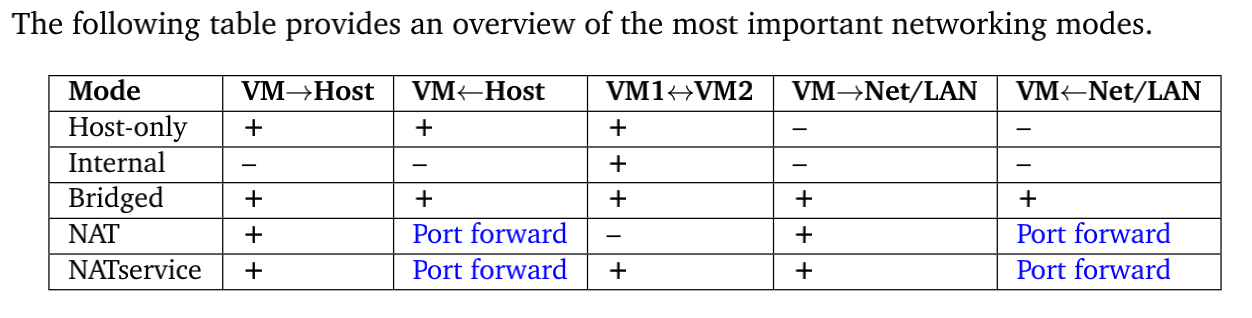 The following table provides an overview of the most important networking modes.
Mode VM→Host VM←Host VM1↔VM2 VM→Net/LAN VM←Net/LAN
Host-only + + + – –
Internal – – + – –
Bridged + + + + +
NAT + Port forward – + Port forward
NATservice + Port forward + + Port forward